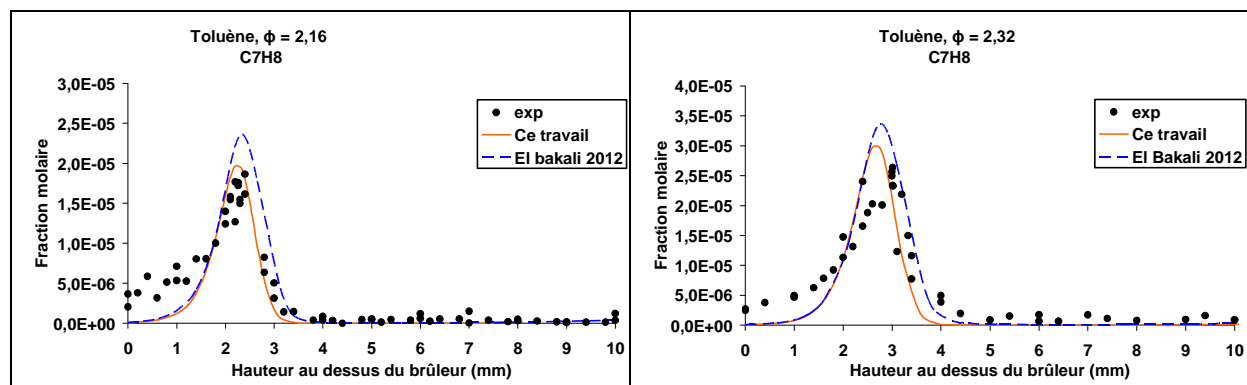 Toluène, ϕ = 2,16
C7H8
3,0E-05
2,5E-05
2,0E-05
1,5E-05
1,0E-05
5,0E-06
0,0E+00
Fraction molaire
0 1 2 3 4 5 6 7 8 9 10
Hauteur au dessus du brûleur (mm)
exp
Ce travail
El bakali 2012
Toluène, ϕ = 2,32
C7H8
4,0E-05
3,5E-05
3,0E-05
2,5E-05
2,0E-05
1,5E-05
1,0E-05
5,0E-06
0,0E+00
Fraction molaire
0 1 2 3 4 5 6 7 8 9 10
Hauteur au dessus du brûleur (mm)
exp
Ce travail
El Bakali 2012